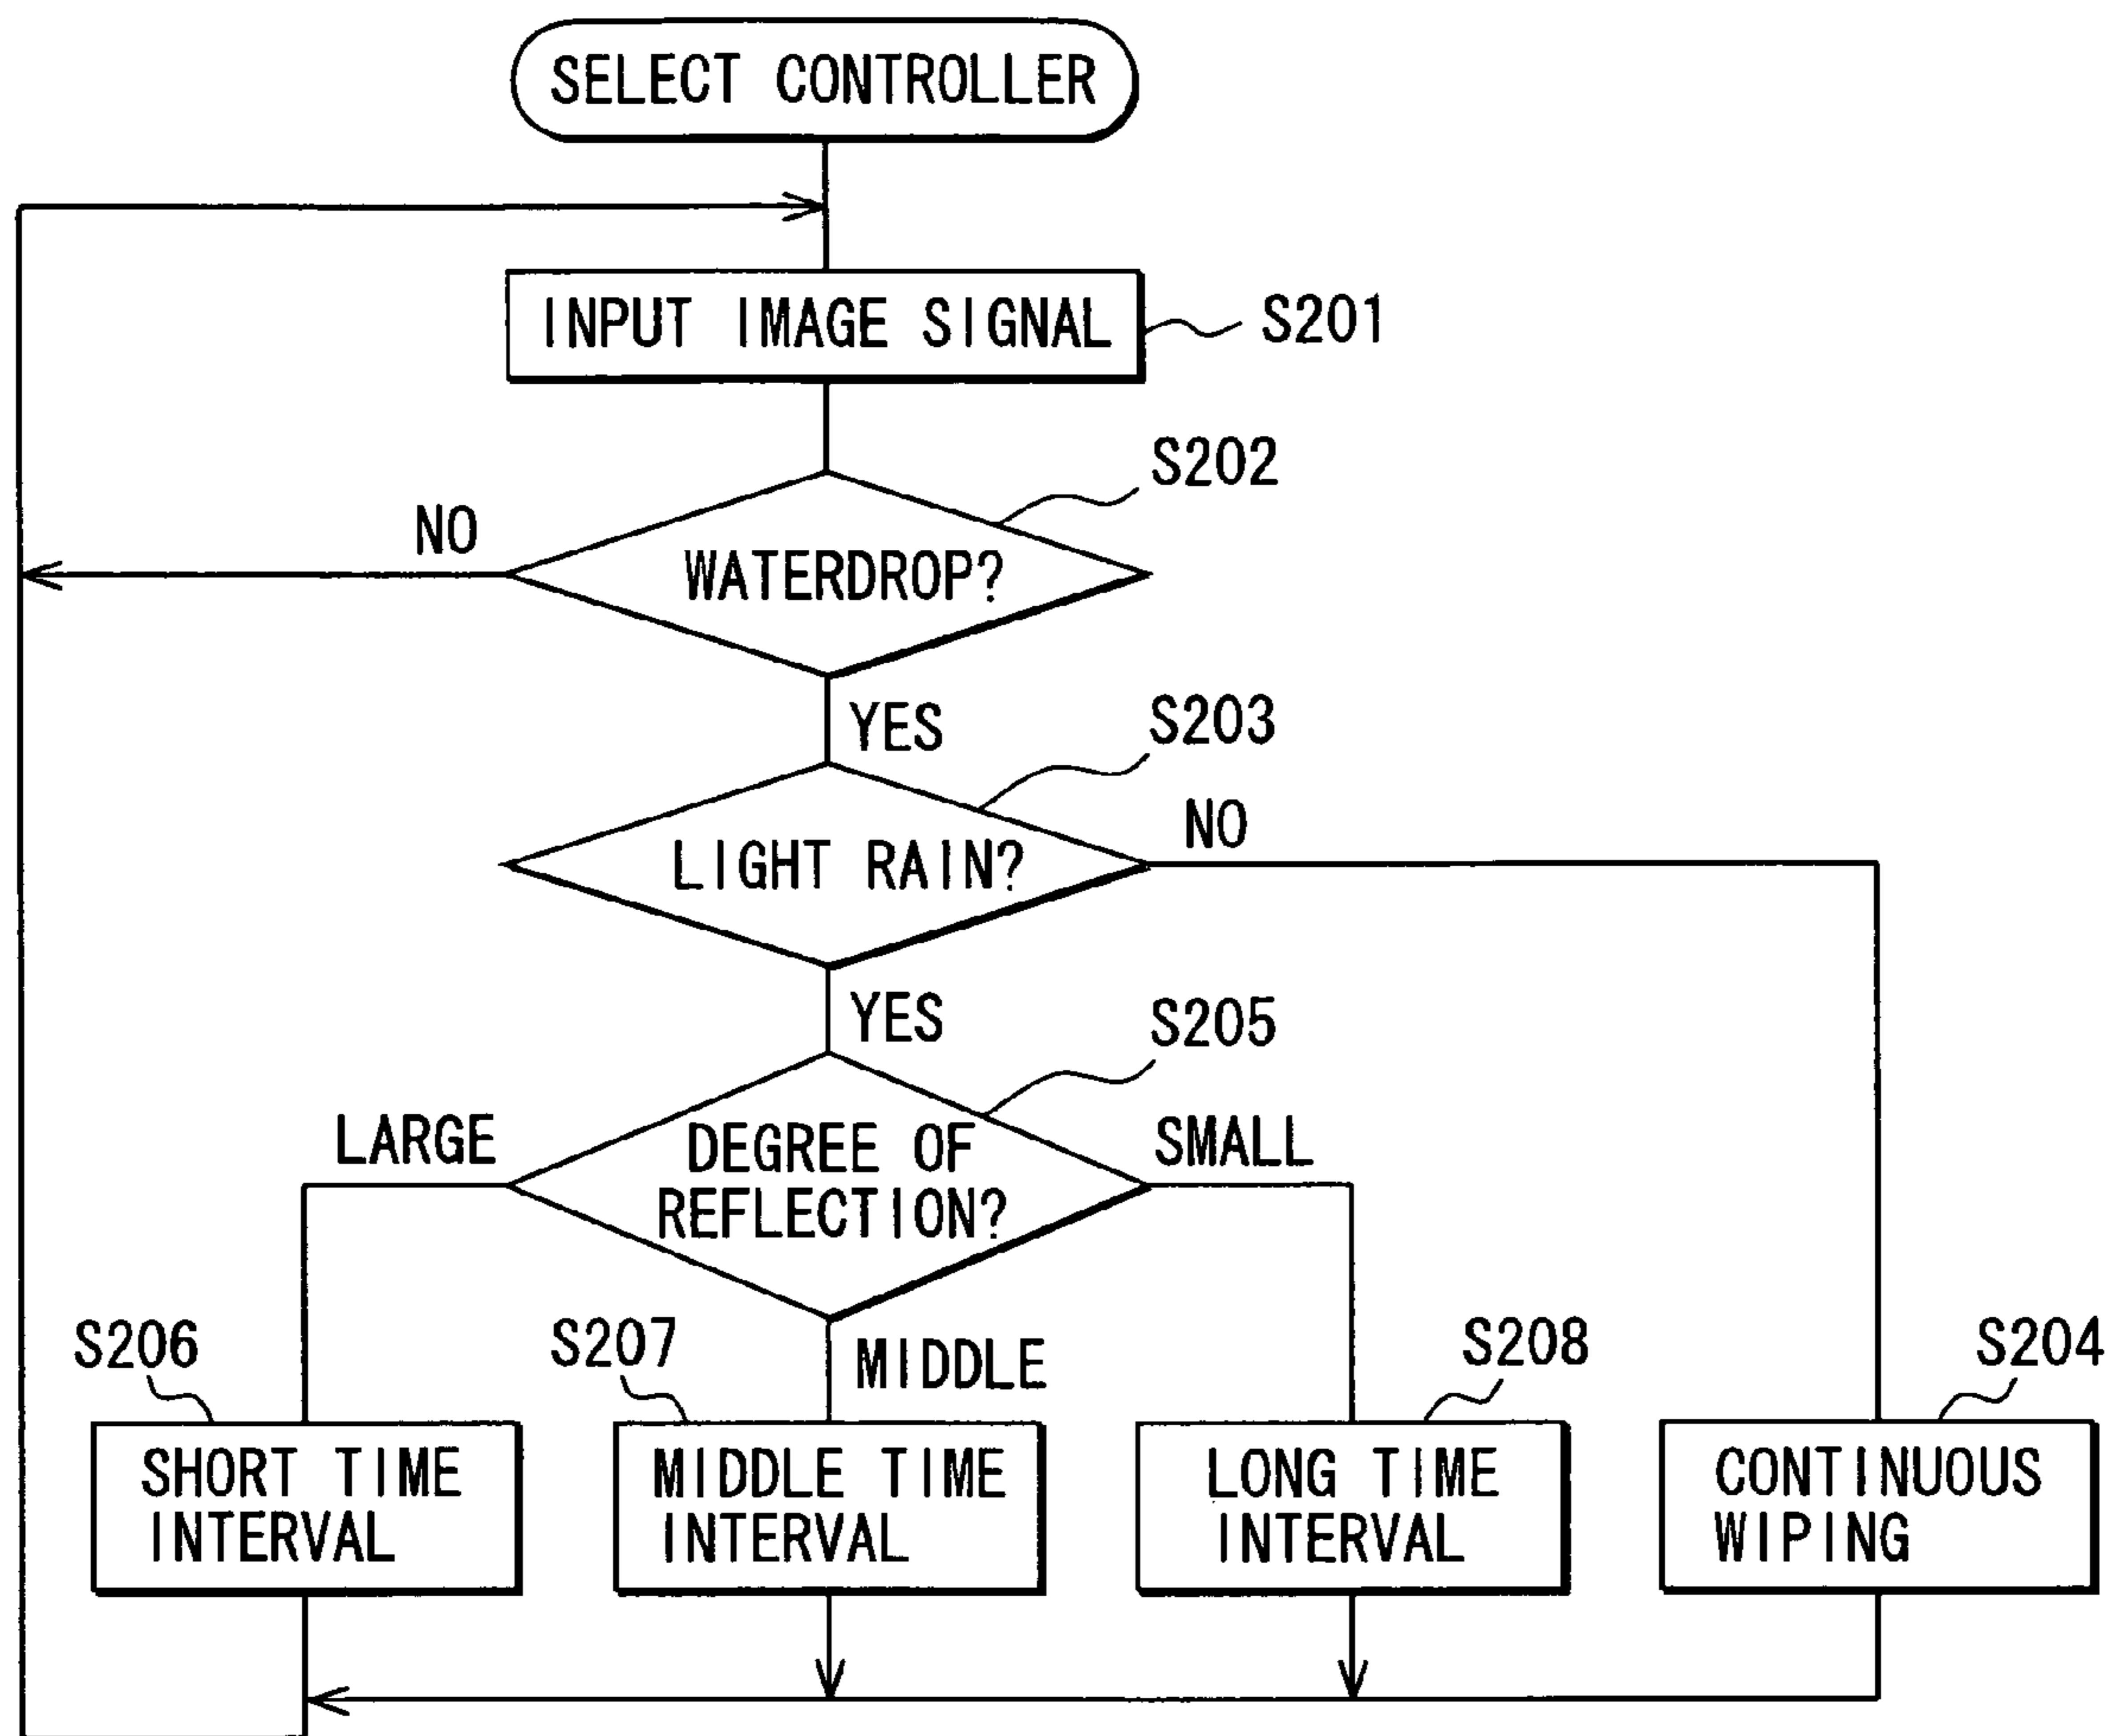 SELECT CONTROLLER
INPUT IMAGE SIGNAL
S201
S202
NO
WATERDROP?
YES
S203
NO
LIGHT RAIN?
YES
S205
LARGE
DEGREE OF
REFLECTION?
SMALL
MIDDLE
S206
S207
S208
S204
SHORT TIME
INTERVAL
MIDDLE TIME
INTERVAL
LONG TIME
INTERVAL
CONTINUOUS
WIPING